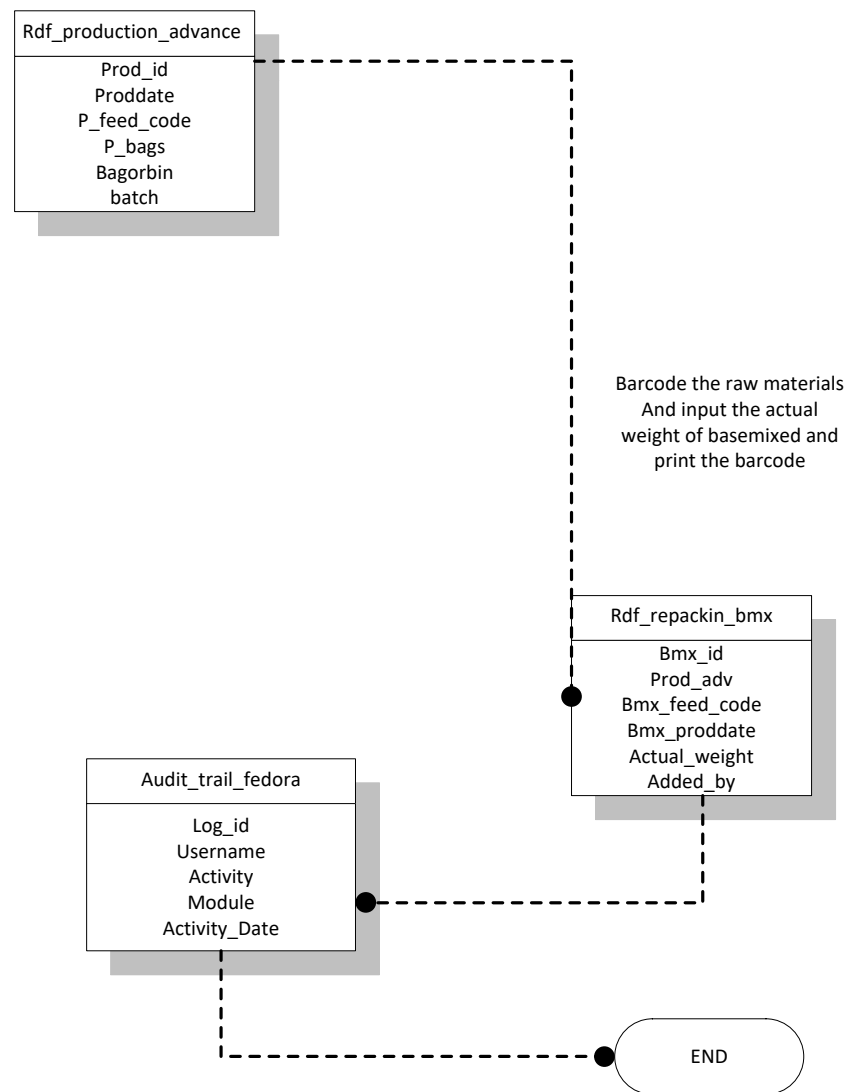 Rdf_production_advance
Prod_id
Proddate
P_feed_code
P_bags
Bagorbin
batch
Barcode the raw materials
And input the actual
weight of basemixed and
print the barcode
Rdf_repackin_bmx
Bmx_id
Prod_adv
Bmx_feed_code
Bmx_proddate
Actual_weight
Added_by
Audit_trail_fedora
Log_id
Username
Activity
Module
Activity_Date
END